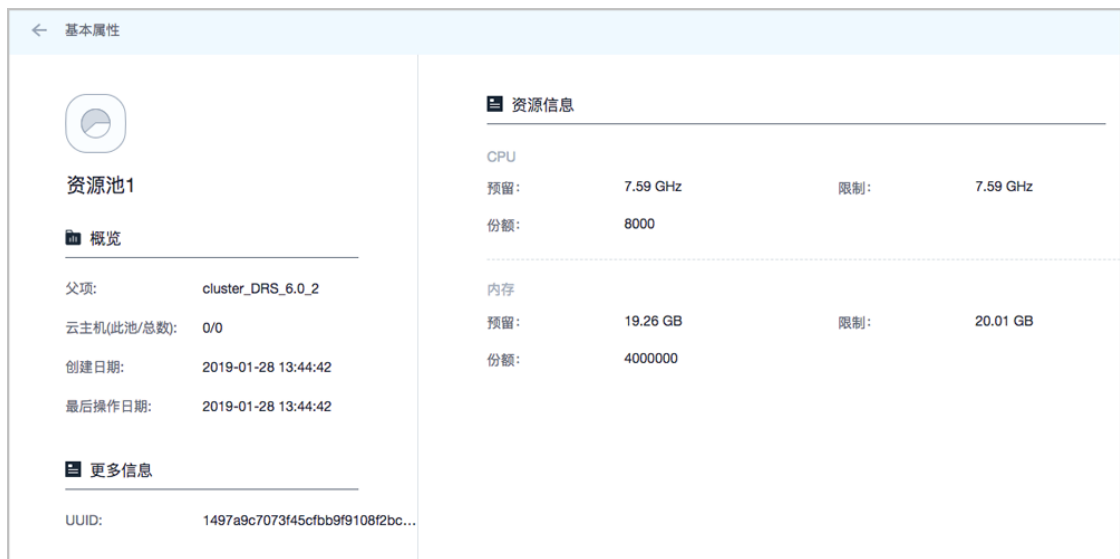 基本属性
资源池1
概览
父项: cluster_DRS_6.0_2
云主机(此池/总数): 0/0
创建日期: 2019-01-28 13:44:42
最后操作日期: 2019-01-28 13:44:42
更多信息
UUID: 1497a9c7073f45cfbb9f9108f2bc...
资源信息
CPU
预留: 7.59 GHz 限制: 7.59 GHz
份额: 8000
内存
预留: 19.26 GB 限制: 20.01 GB
份额: 4000000